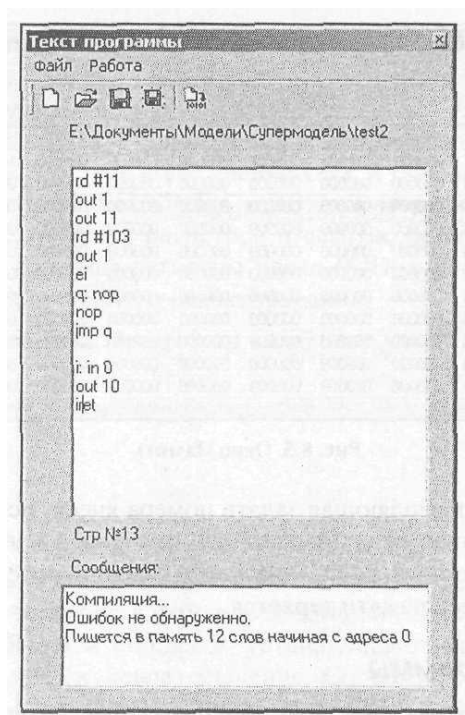 Текст программы
Файл Работа
E:\Документы\Модели\Супермодель\test2
rd #11
out 1
out 11
rd #103
out 1
ei
q: nop
nop
jmp q
i: in 0
out 10
iret
Стр №13
Сообщения:
Компиляция...
Ошибок не обнаруженно.
Пишется в память 12 слов начиная с адреса 0